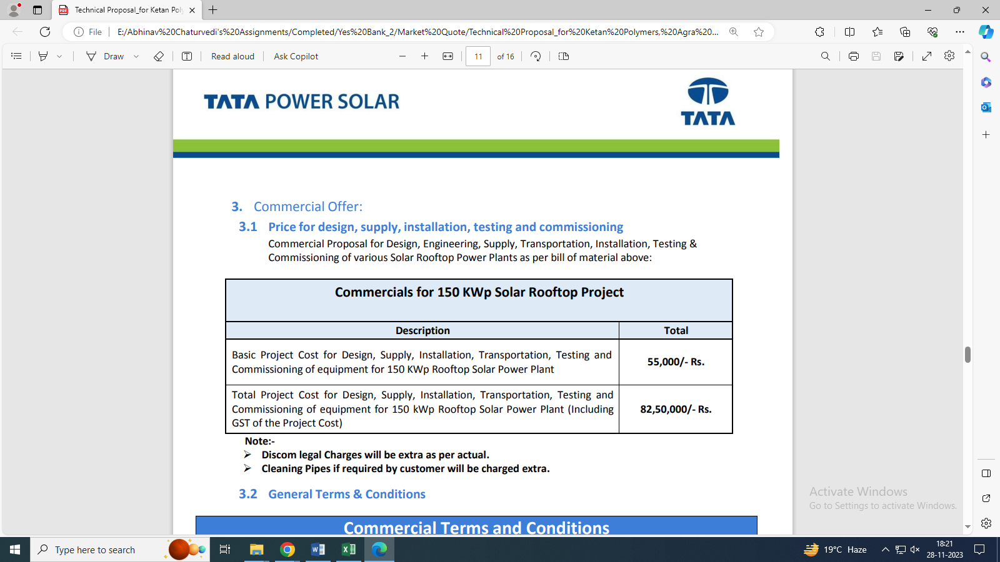 Technical Proposal_for Ketan Pol
File
E:/Abhinav%20Chaturvedi's%20Assignments/Completed/Yes%20Bank_2/Market%20Quote/Technical%20Proposal_for%20Ketan%20Polymers,%20Agra%20...
Draw
Read aloud
Ask Copilot
11
of 16
TATA POWER SOLAR
TATA
3. Commercial Offer:
3.1 Price for design, supply, installation, testing and commissioning
Commercial Proposal for Design, Engineering, Supply, Transportation, Installation, Testing &
Commissioning of various Solar Rooftop Power Plants as per bill of material above:
Commercials for 150 KWp Solar Rooftop Project
Description
Total
Basic Project Cost for Design, Supply, Installation, Transportation, Testing and
Commissioning of equipment for 150 KWp Rooftop Solar Power Plant
55,000/- Rs.
Total Project Cost for Design, Supply, Installation, Transportation, Testing and
Commissioning of equipment for 150 kWp Rooftop Solar Power Plant (Including
GST of the Project Cost)
82,50,000/- Rs.
Note:-
➢ Discom legal Charges will be extra as per actual.
➢ Cleaning Pipes if required by customer will be charged extra.
3.2 General Terms & Conditions
Commercial Terms and Conditions
Activate Windows
Go to Settings to activate Windows.
Type here to search
19°C Haze
18:21
28-11-2023